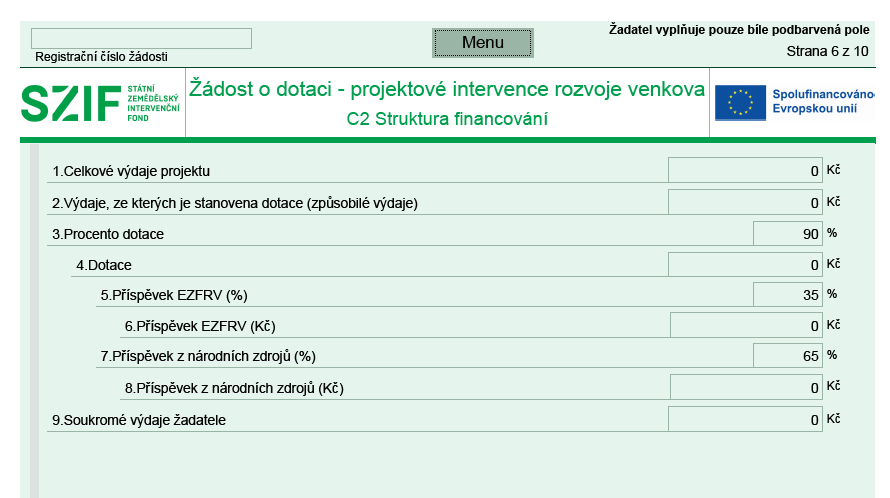 Žadatel vyplňuje pouze bíle podbarvená pole
Menu
Registrační číslo žádosti
Strana 6 z 10
SZIF
STÁTNÍ
ZEMĚDĚLSKÝ
INTERVENČNÍ
FOND
Žádost o dotaci - projektové intervence rozvoje venkova
C2 Struktura financování
Spolufinancováno
Evropskou unií
1.Celkové výdaje projektu 0 Kč
2.Výdaje, ze kterých je stanovena dotace (způsobilé výdaje) 0 Kč
3.Procento dotace 90 %
4.Dotace 0 Kč
5.Příspěvek EZFRV (%) 35 %
6.Příspěvek EZFRV (Kč) 0 Kč
7.Příspěvek z národních zdrojů (%) 65 %
8.Příspěvek z národních zdrojů (Kč) 0 Kč
9.Soukromé výdaje žadatele 0 Kč